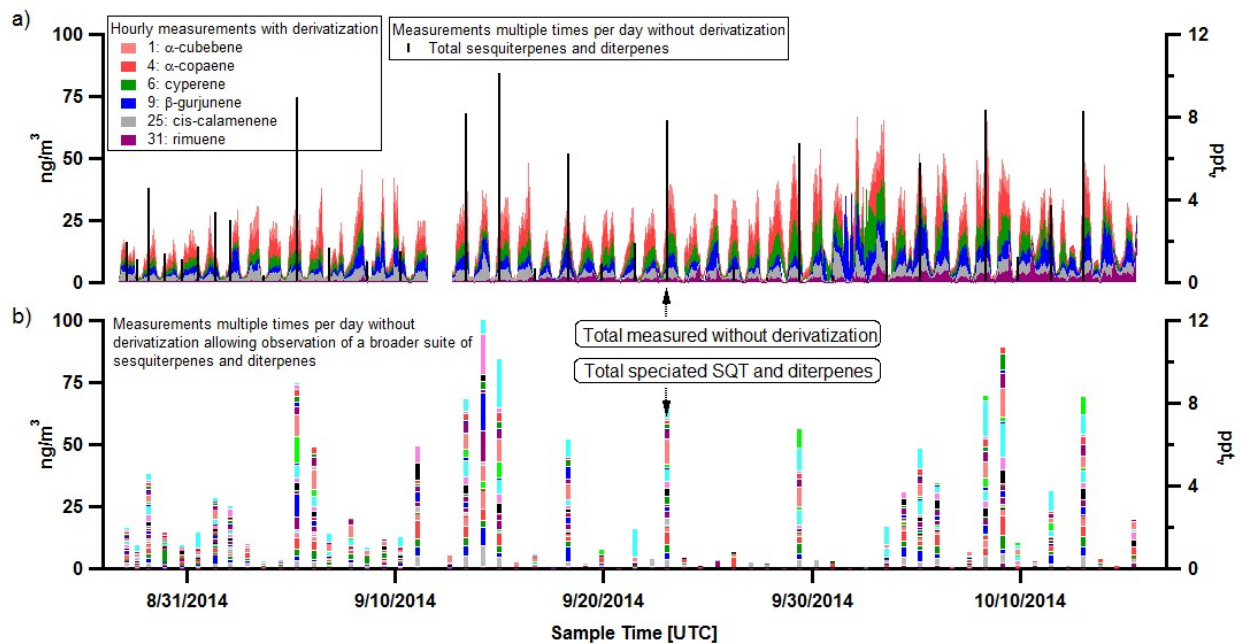 a)
100
75
50
25
0
ng/m³
Hourly measurements with derivatization
1: α-cubebene
4: α-copaene
6: cyperene
9: β-gurjunene
25: cis-calamenene
31: rimuene
Measurements multiple times per day without derivatization
Total sesquiterpenes and diterpenes
12
8
4
0
pptᵥ
b)
100
75
50
25
0
ng/m³
Measurements multiple times per day without
derivatization allowing observation of a broader suite of
sesquiterpenes and diterpenes
Total measured without derivatization
Total speciated SQT and diterpenes
12
8
4
0
pptᵥ
8/31/2014
9/10/2014
9/20/2014
9/30/2014
10/10/2014
Sample Time [UTC]